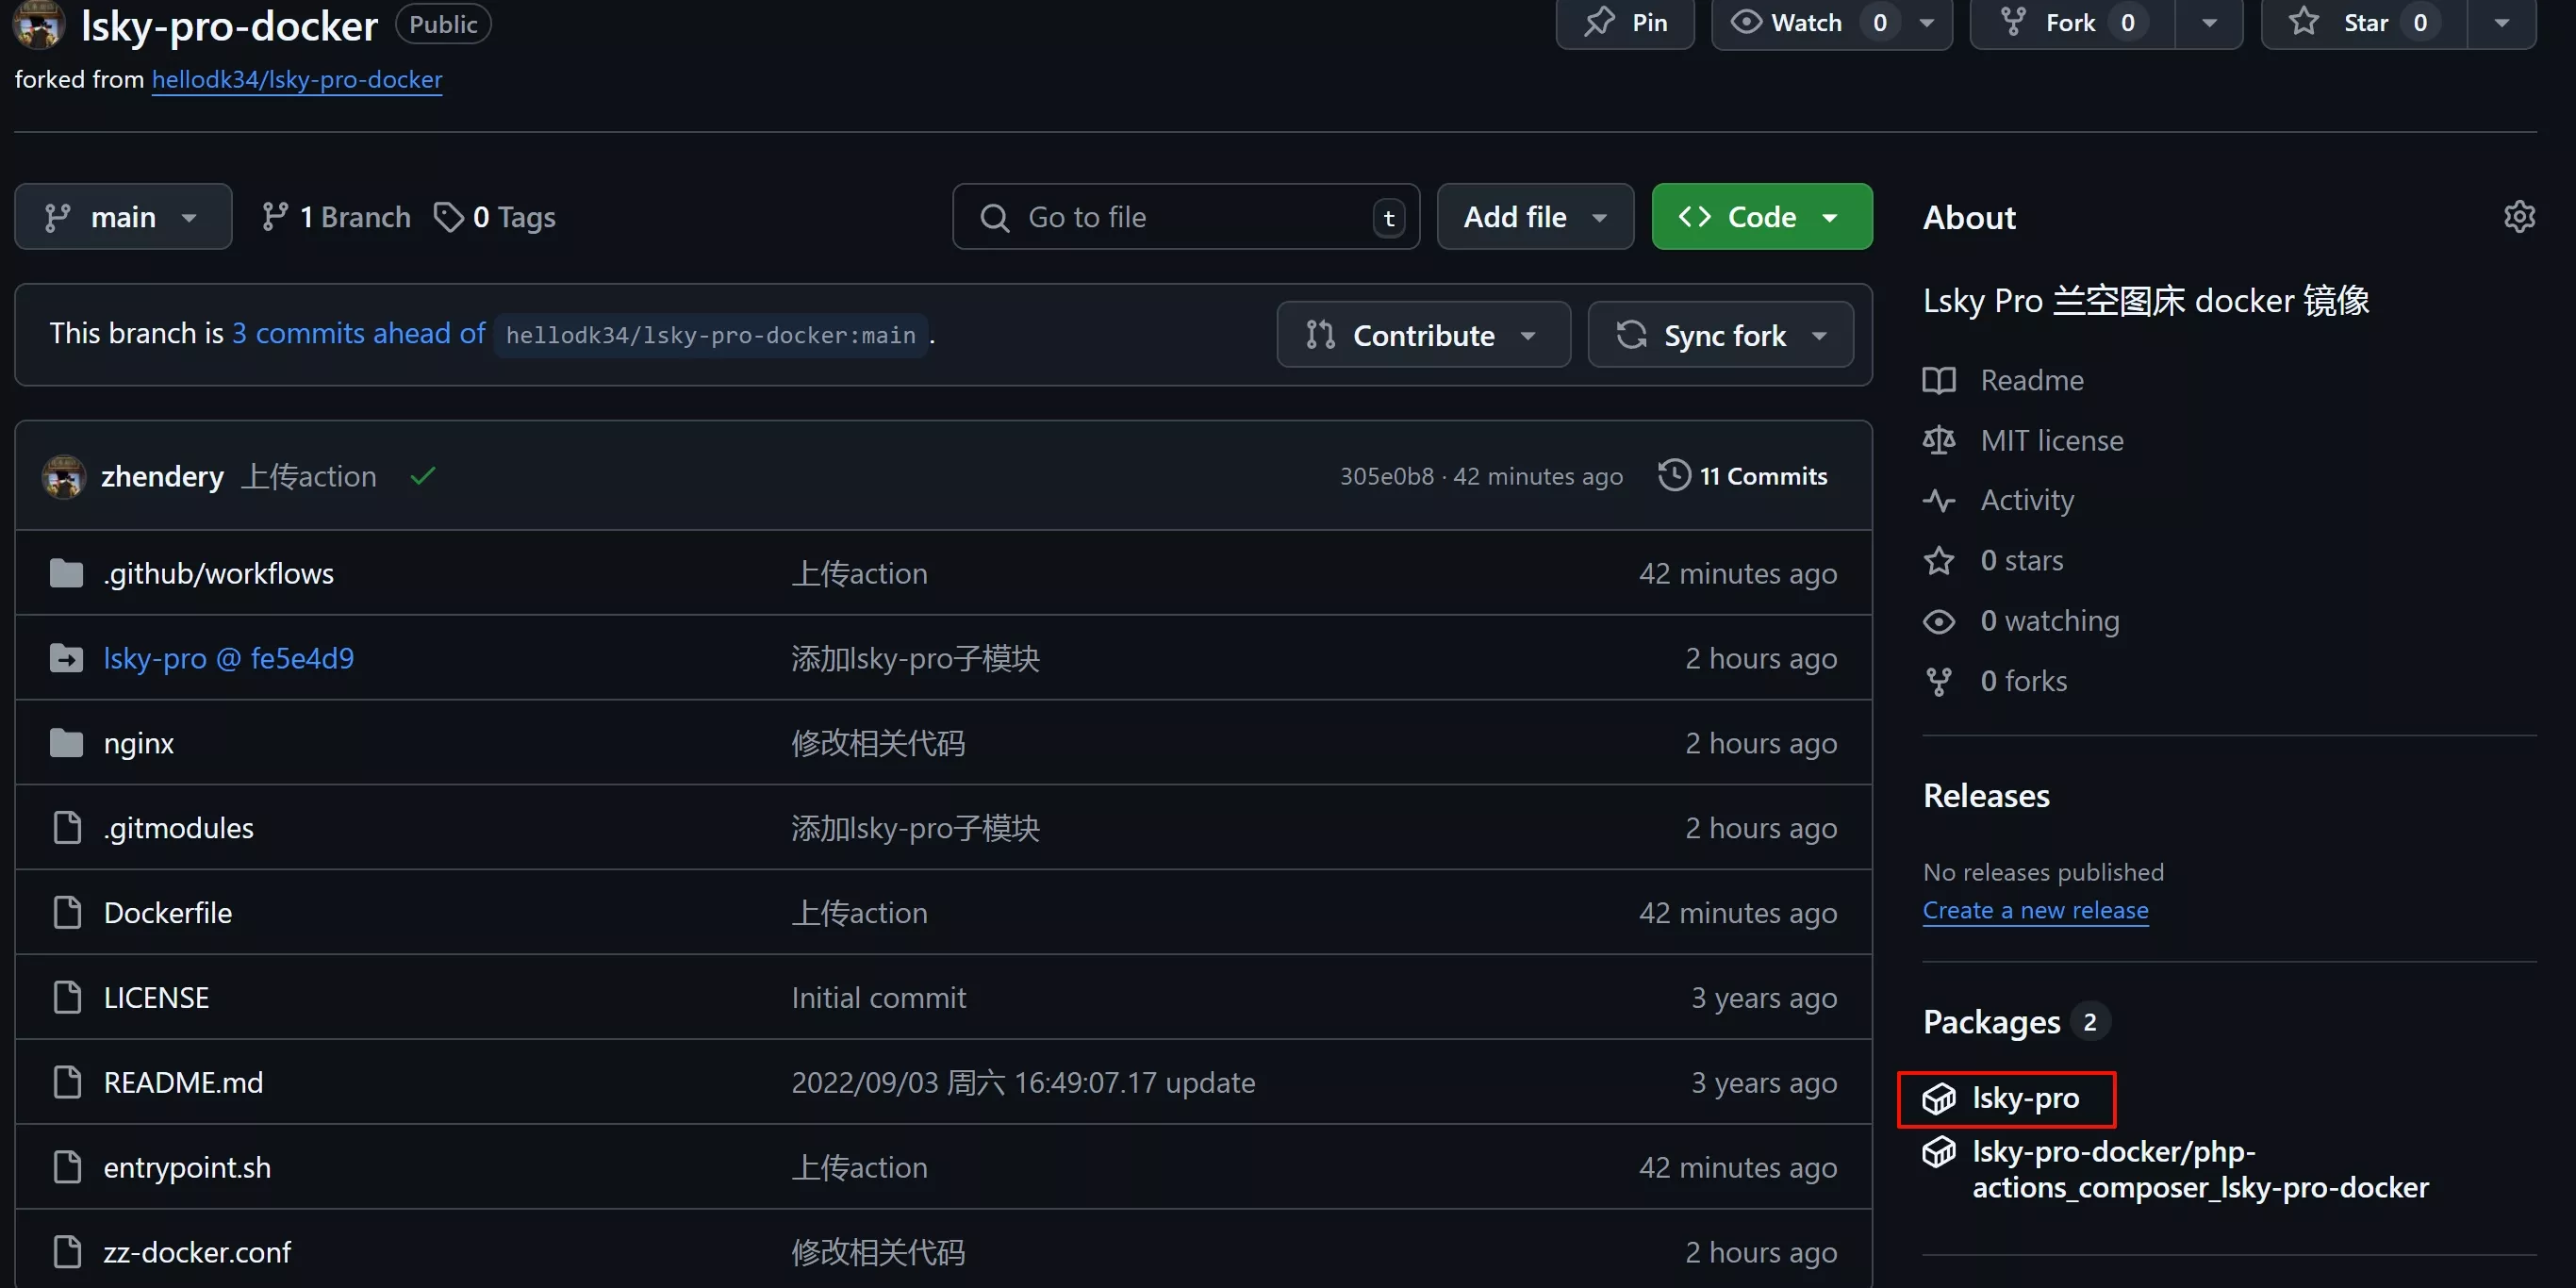 lsky-pro-docker Public Pin Watch 0 Fork 0 Star 0
forked from hellodk34/lsky-pro-docker
main 1 Branch 0 Tags Go to file t Add file Code
This branch is 3 commits ahead of hellodk34/lsky-pro-docker:main . Contribute Sync fork
zhendery 上传action 305e0b8 · 42 minutes ago 11 Commits
.github/workflows 上传action 42 minutes ago
lsky-pro @ fe5e4d9 添加lsky-pro子模块 2 hours ago
nginx 修改相关代码 2 hours ago
.gitmodules 添加lsky-pro子模块 2 hours ago
Dockerfile 上传action 42 minutes ago
LICENSE Initial commit 3 years ago
README.md 2022/09/03 周六 16:49:07.17 update 3 years ago
entrypoint.sh 上传action 42 minutes ago
zz-docker.conf 修改相关代码 2 hours ago
About
Lsky Pro 兰空图床 docker 镜像
Readme
MIT license
Activity
0 stars
0 watching
0 forks
Releases
No releases published
Create a new release
Packages 2
lsky-pro
lsky-pro-docker/php-
actions_composer_lsky-pro-docker